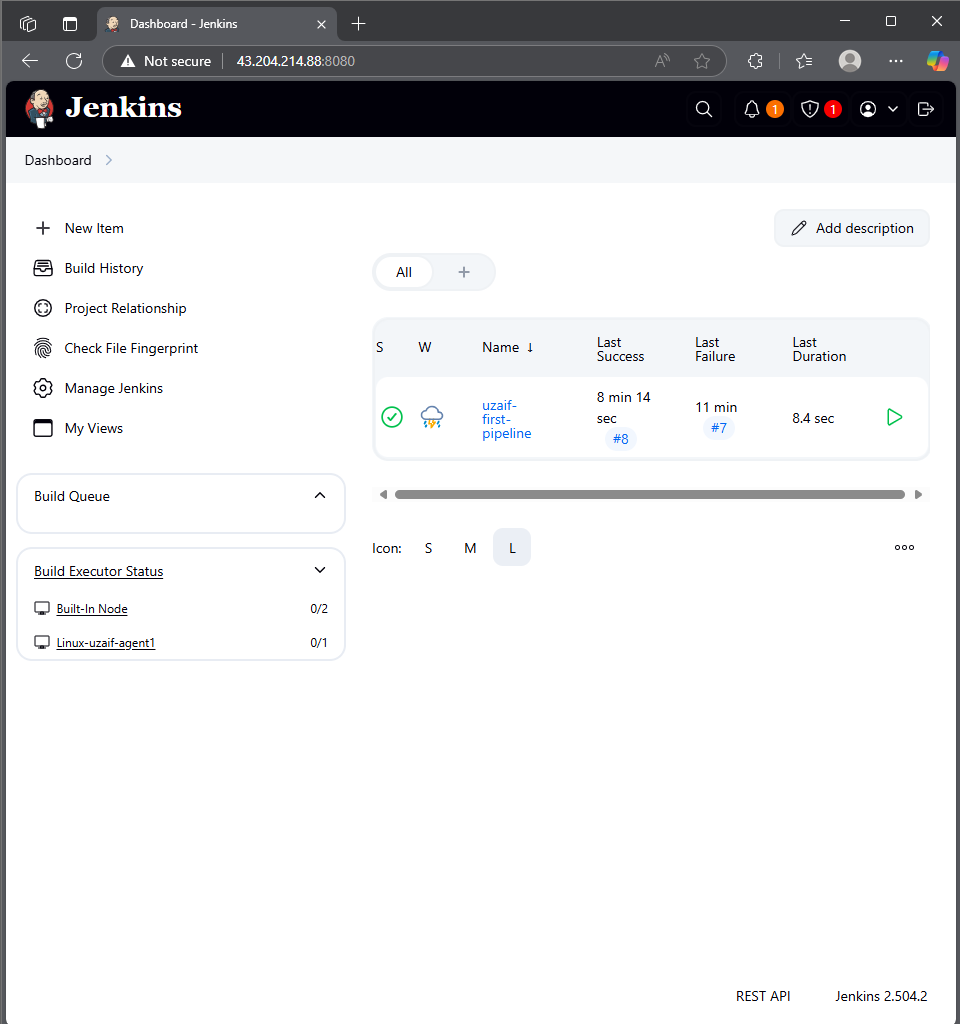 Dashboard - Jenkins
Not secure
43.204.214.88:8080
Jenkins
1
1
Dashboard
New Item
Build History
Project Relationship
Check File Fingerprint
Manage Jenkins
My Views
Build Queue
Build Executor Status
Built-In Node 0/2
Linux-uzaif-agent1 0/1
Add description
All +
S W Name ↓
Last
Success
Last
Failure
Last
Duration
uzaif-
first-
pipeline
8 min 14
sec
#8
11 min
#7
8.4 sec
Icon: S M L
REST API Jenkins 2.504.2